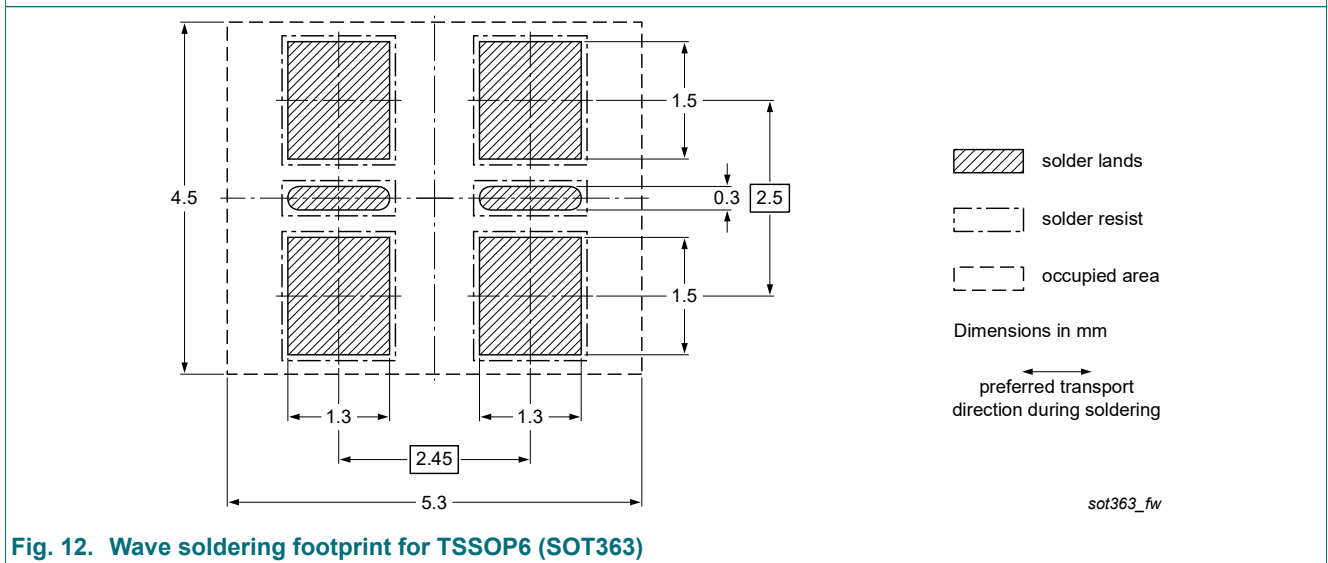 1.5
4.5
0.3 2.5
1.5
1.3 1.3
2.45
5.3
solder lands
solder resist
occupied area
Dimensions in mm
preferred transport
direction during soldering
sot363_fw
Fig. 12. Wave soldering footprint for TSSOP6 (SOT363)